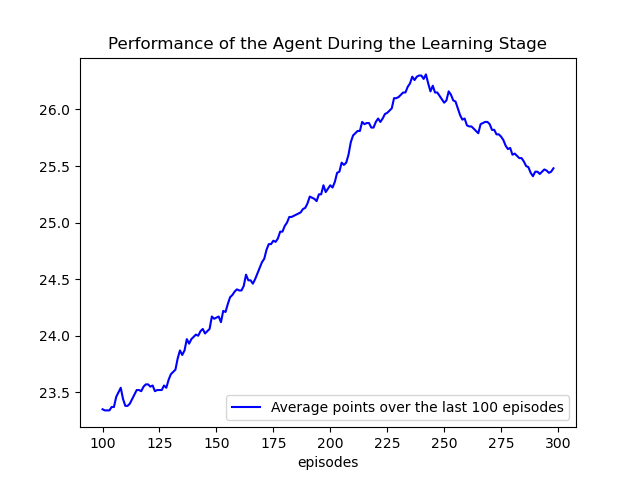 Performance of the Agent During the Learning Stage
26.0
25.5
25.0
24.5
24.0
23.5
Average points over the last 100 episodes
100 125 150 175 200 225 250 275 300
episodes